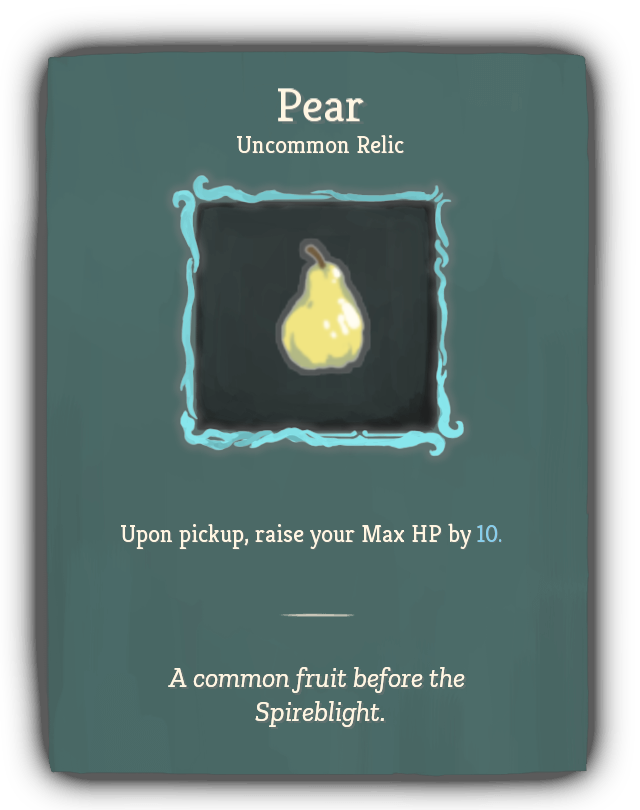 Pear
Uncommon Relic
Upon pickup, raise your Max HP by 10.
A common fruit before the
Spireblight.